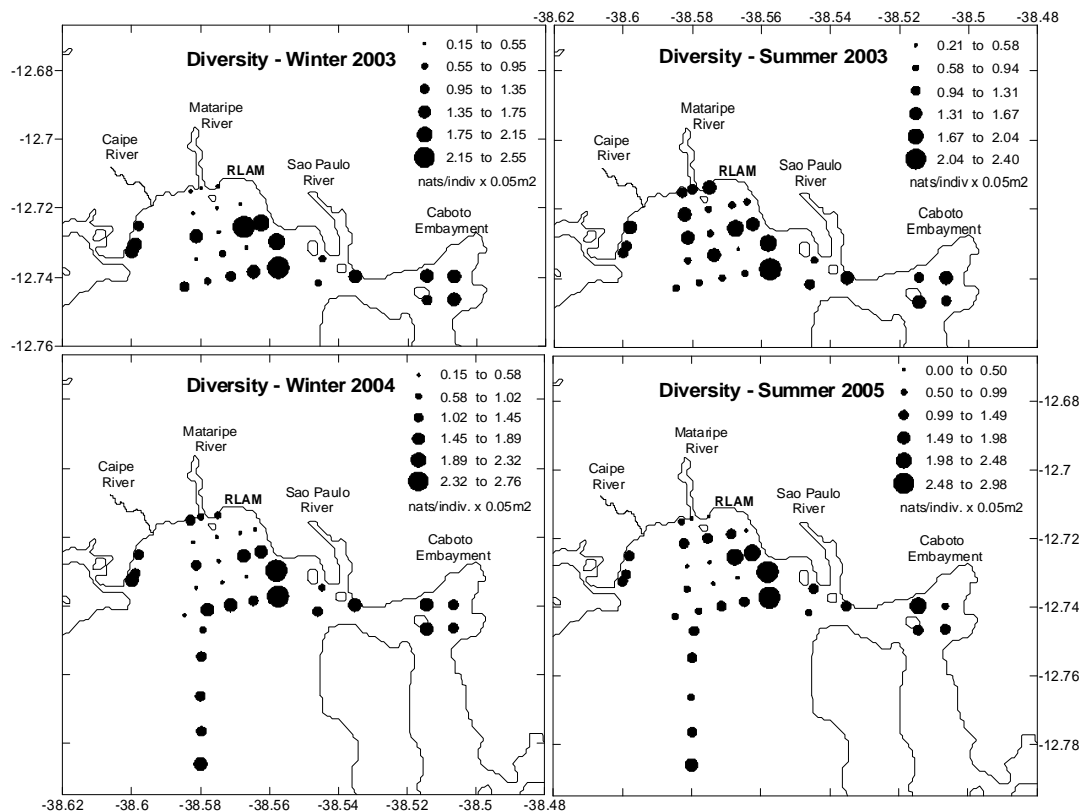 -38.62 -38.6 -38.58 -38.56 -38.54 -38.52 -38.5 -38.48
Diversity - Winter 2003
0.15 to 0.55
0.55 to 0.95
0.95 to 1.35
1.35 to 1.75
1.75 to 2.15
2.15 to 2.55
nats/indiv x 0.05m2
Mataripe
River
Caipe
River
RLAM
Sao Paulo
River
Caboto
Embayment
-12.68
-12.7
-12.72
-12.74
-12.76
Diversity - Summer 2003
0.21 to 0.58
0.58 to 0.94
0.94 to 1.31
1.31 to 1.67
1.67 to 2.04
2.04 to 2.40
nats/indiv x 0.05m2
Mataripe
River
Caipe
River
RLAM
Sao Paulo
River
Caboto
Embayment
Diversity - Winter 2004
0.15 to 0.58
0.58 to 1.02
1.02 to 1.45
1.45 to 1.89
1.89 to 2.32
2.32 to 2.76
nats/indiv. x 0.05m2
Mataripe
River
Caipe
River
RLAM
Sao Paulo
River
Caboto
Embayment
Diversity - Summer 2005
0.00 to 0.50
0.50 to 0.99
0.99 to 1.49
1.49 to 1.98
1.98 to 2.48
2.48 to 2.98
nats/indiv. x 0.05m2
Mataripe
River
Caipe
River
RLAM
Sao Paulo
River
Caboto
Embayment
-12.68
-12.7
-12.72
-12.74
-12.76
-12.78
-38.62 -38.6 -38.58 -38.56 -38.54 -38.52 -38.5 -38.48